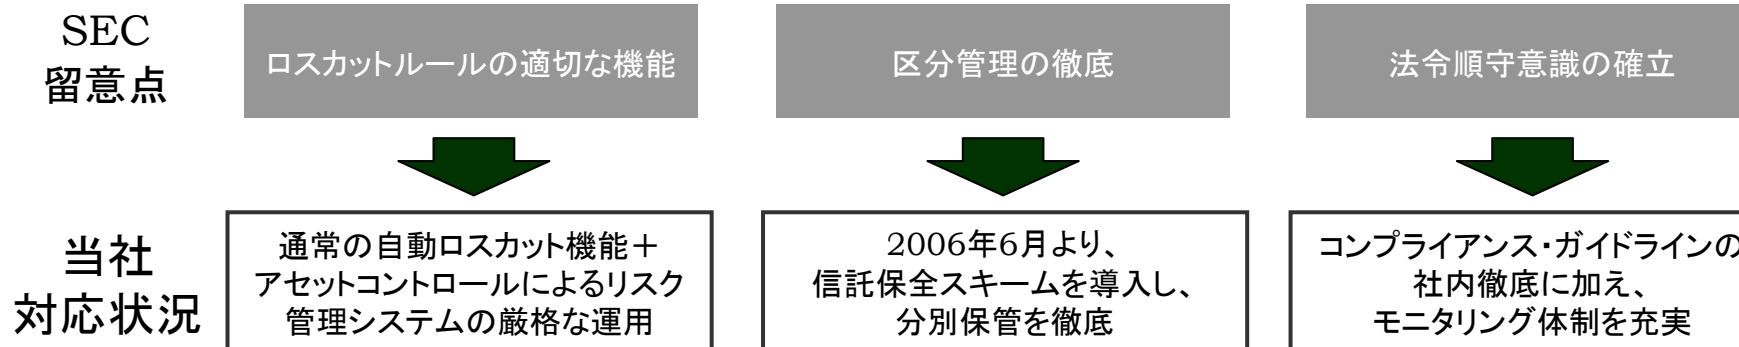 SEC
留意点
ロスカットルールの適切な機能
区分管理の徹底
法令順守意識の確立
当社
対応状況
通常の自動ロスカット機能＋
アセットコントロールによるリスク
管理システムの厳格な運用
2006年6月より、
信託保全スキームを導入し、
分別保管を徹底
コンプライアンス・ガイドラインの
社内徹底に加え、
モニタリング体制を充実